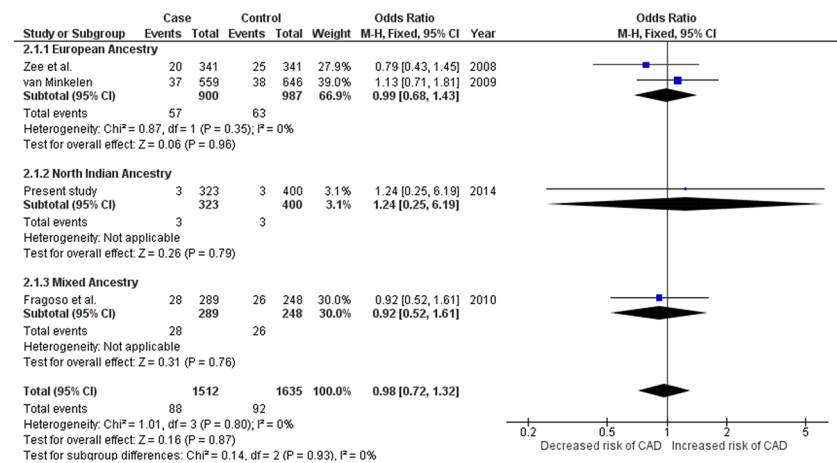 Case Control Odds Ratio Odds Ratio
Study or Subgroup Events Total Events Total Weight M-H, Fixed, 95% CI Year M-H, Fixed, 95% CI
2.1.1 European Ancestry
Zee et al. 20 341 25 341 27.9% 0.79 [0.43, 1.45] 2008
van Minkelen 37 559 38 646 39.0% 1.13 [0.71, 1.81] 2009
Subtotal (95% CI) 900 987 66.9% 0.99 [0.68, 1.43]
Total events 57 63
Heterogeneity: Chi² = 0.87, df = 1 (P = 0.35); I² = 0%
Test for overall effect: Z = 0.06 (P = 0.96)
2.1.2 North Indian Ancestry
Present study 3 323 3 400 3.1% 1.24 [0.25, 6.19] 2014
Subtotal (95% CI) 323 400 3.1% 1.24 [0.25, 6.19]
Total events 3 3
Heterogeneity: Not applicable
Test for overall effect: Z = 0.26 (P = 0.79)
2.1.3 Mixed Ancestry
Fragoso et al. 28 289 26 248 30.0% 0.92 [0.52, 1.61] 2010
Subtotal (95% CI) 289 248 30.0% 0.92 [0.52, 1.61]
Total events 28 26
Heterogeneity: Not applicable
Test for overall effect: Z = 0.31 (P = 0.76)
Total (95% CI) 1512 1635 100.0% 0.98 [0.72, 1.32]
Total events 88 92
Heterogeneity: Chi² = 1.01, df = 3 (P = 0.80); I² = 0%
Test for overall effect: Z = 0.16 (P = 0.87)
Test for subgroup differences: Chi² = 0.14, df = 2 (P = 0.93), I² = 0%
0.2 0.5 1 2 5
Decreased risk of CAD Increased risk of CAD